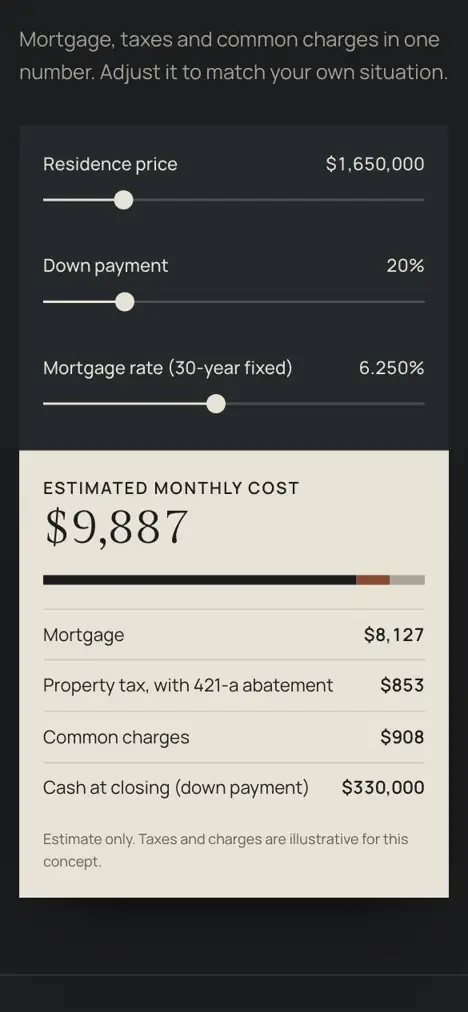 Mortgage, taxes and common charges in one
number. Adjust it to match your own situation.
Residence price $1,650,000
Down payment 20%
Mortgage rate (30-year fixed) 6.250%
ESTIMATED MONTHLY COST
$9,887
Mortgage $8,127
Property tax, with 421-a abatement $853
Common charges $908
Cash at closing (down payment) $330,000
Estimate only. Taxes and charges are illustrative for this
concept.